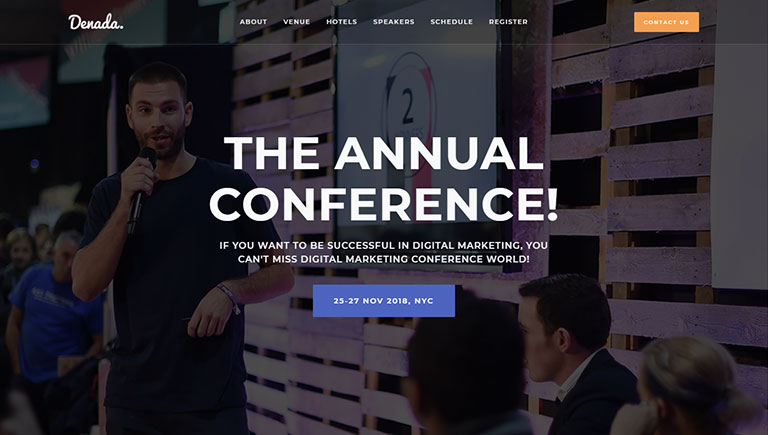 Denada.
ABOUT VENUE HOTELS SPEAKERS SCHEDULE REGISTER
CONTACT US
2
THE ANNUAL
CONFERENCE!
IF YOU WANT TO BE SUCCESSFUL IN DIGITAL MARKETING, YOU
CAN'T MISS DIGITAL MARKETING CONFERENCE WORLD!
25-27 NOV 2018, NYC